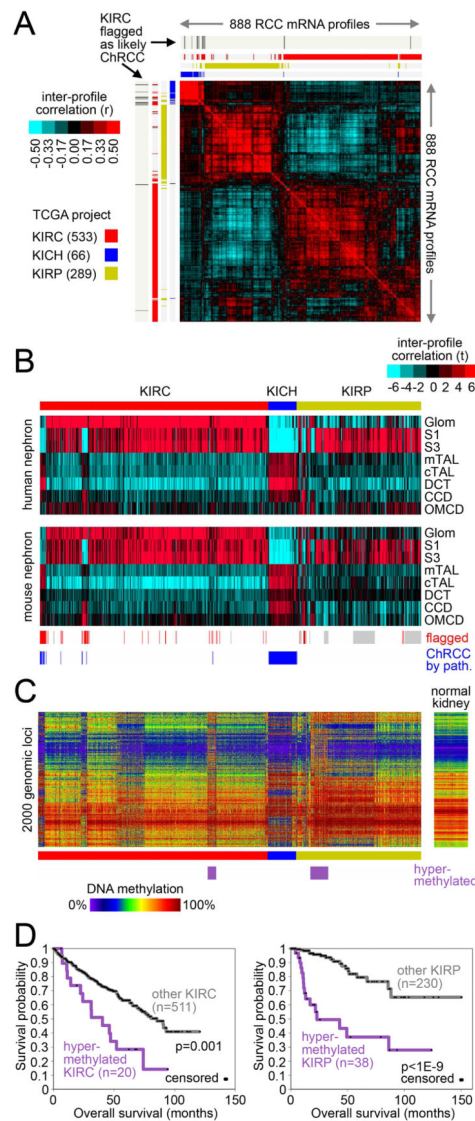 A
KIRC
flagged
as likely
ChRCC
888 RCC mRNA profiles
inter-profile
correlation (r)
-0.50
-0.33
-0.17
0.00
0.17
0.33
0.50
888 RCC mRNA profiles
TCGA project
KIRC (533)
KICH (66)
KIRP (289)
B
inter-profile
correlation (t)
-6 -4 -2 0 2 4 6
KIRC KICH KIRP
human nephron
Glom
S1
S3
mTAL
cTAL
DCT
CCD
OMCD
mouse nephron
Glom
S1
S3
mTAL
cTAL
DCT
CCD
OMCD
flagged
ChRCC
by path.
C
normal
kidney
2000 genomic loci
hyper-
methylated
DNA methylation
0% 100%
D
Survival probability
1
0.9
0.8
0.7
0.6
0.5
0.4
0.3
0.2
0.1
other KIRC
(n=511)
p=0.001
hyper-
methylated
KIRC (n=20)
censored
0 50 100 150
Overall survival (months)
Survival probability
1
0.9
0.8
0.7
0.6
0.5
0.4
0.3
0.2
0.1
other KIRP
(n=230)
hyper-
methylated
KIRP (n=38)
p<1E-9
censored
0 50 100 150
Overall survival (months)